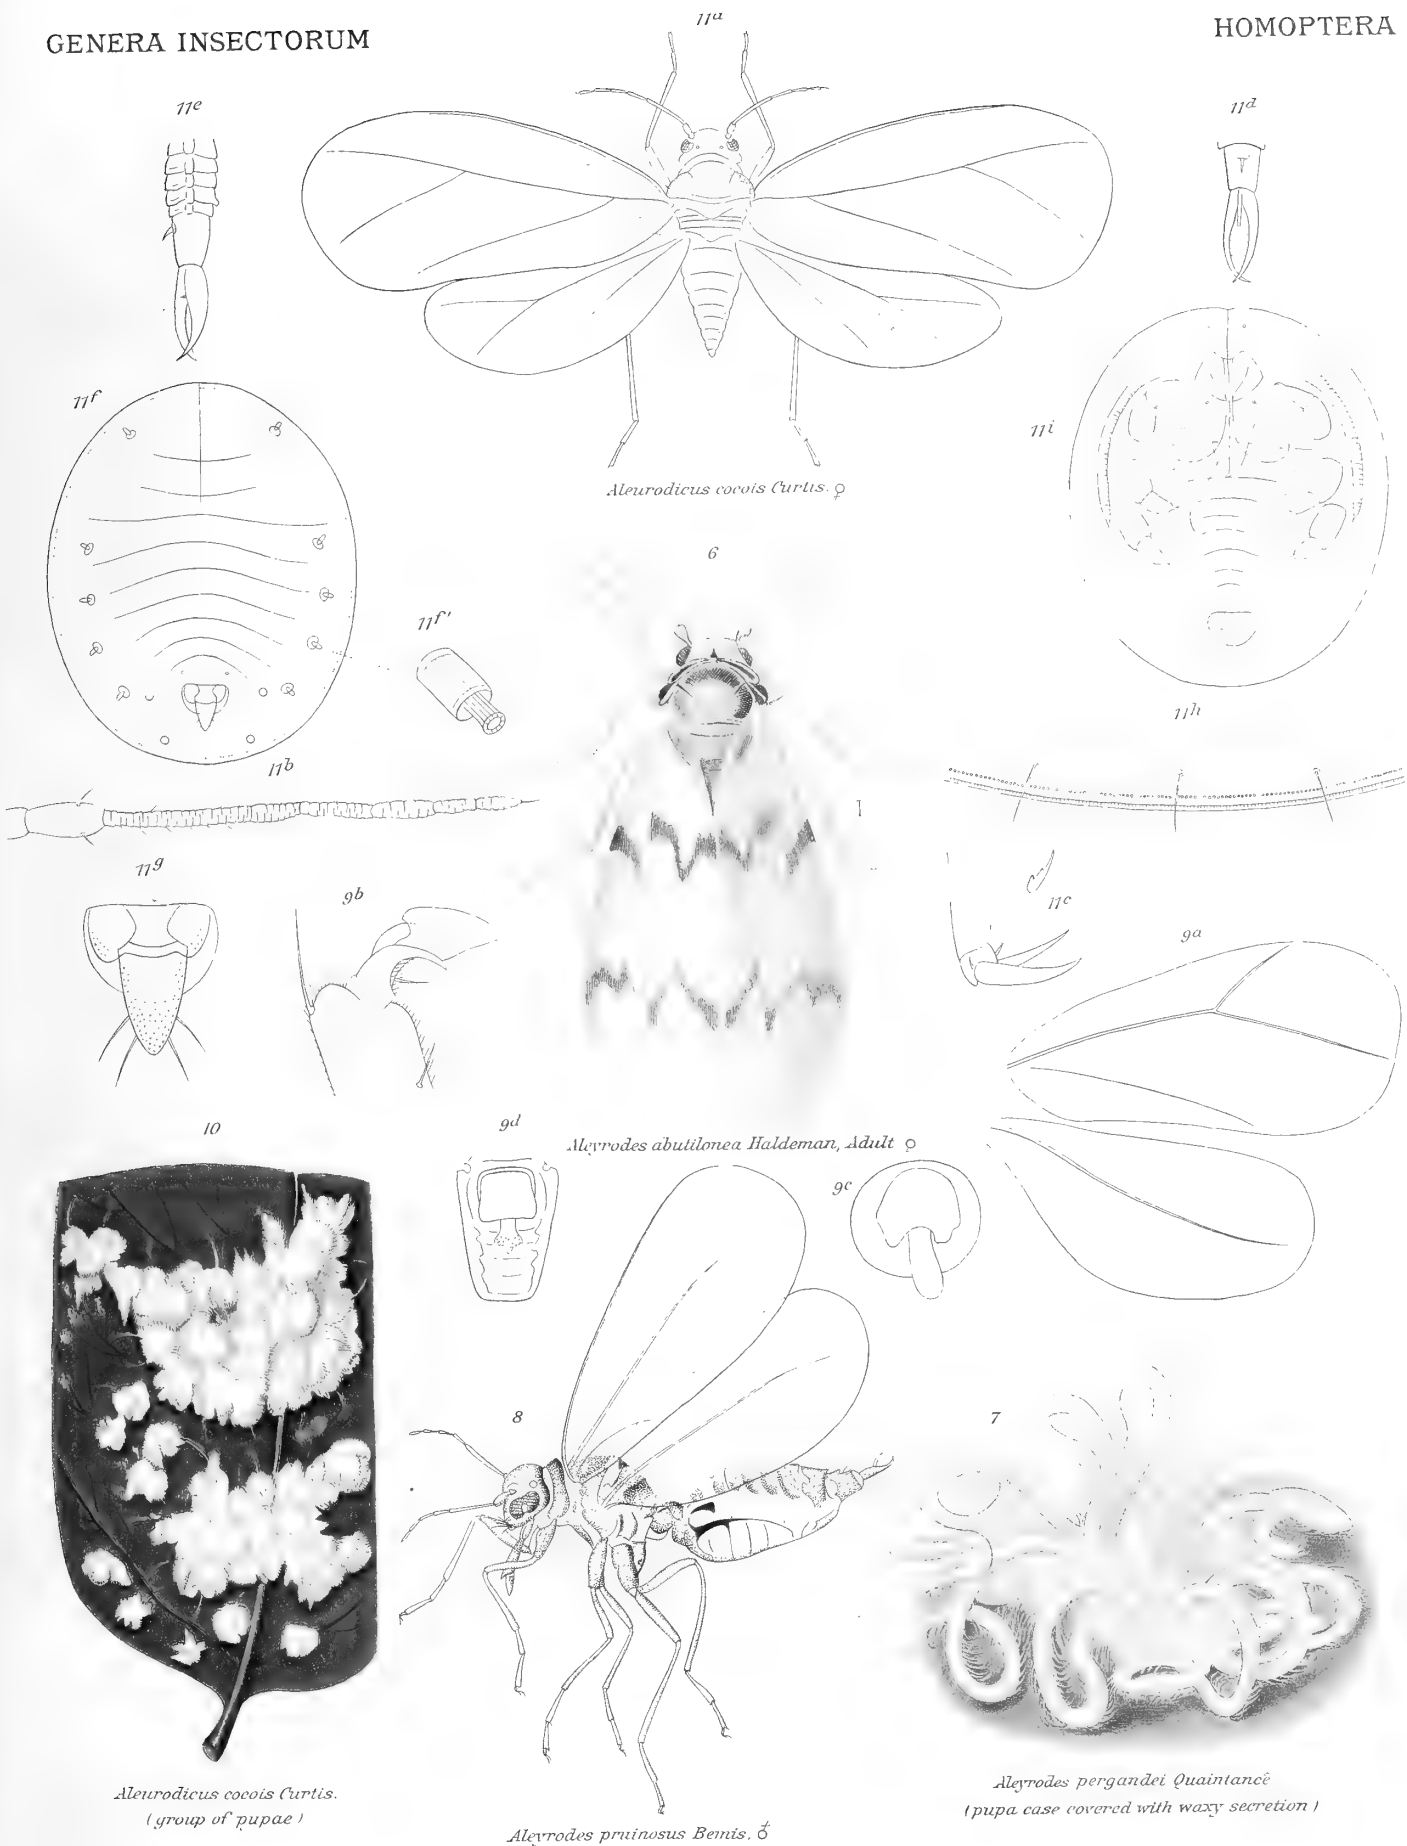 GENERA INSECTORUM
HOMOPTERA
11a
11e
11d
11f
11i
Aleurodicus cocois Curtis. ♀
6
11f'
11h
11b
11g
9b
11c
9a
10
9d
Aleyrodes abutilonea Haldeman, Adult ♀
9c
8
7
Aleurodicus cocois Curtis.
(group of pupae)
Aleyrodes pergandei Quaintance
(pupa case covered with waxy secretion)
Aleyrodes pruinosus Bemis. ♂